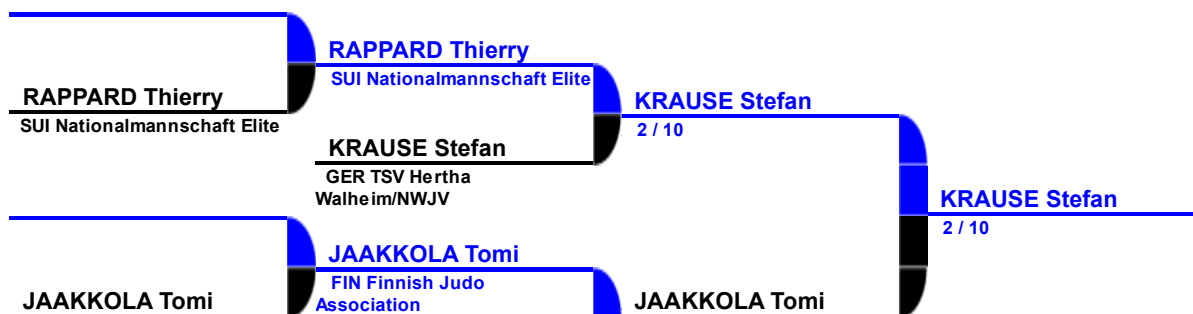 RAPPARD Thierry
SUI Nationalmannschaft Elite
RAPPARD Thierry
SUI Nationalmannschaft Elite
KRAUSE Stefan
2 / 10
KRAUSE Stefan
GER TSV Hertha
Walheim/NWJV
KRAUSE Stefan
2 / 10
JAAKKOLA Tomi
FIN Finnish Judo
Association
JAAKKOLA Tomi
JAAKKOLA Tomi